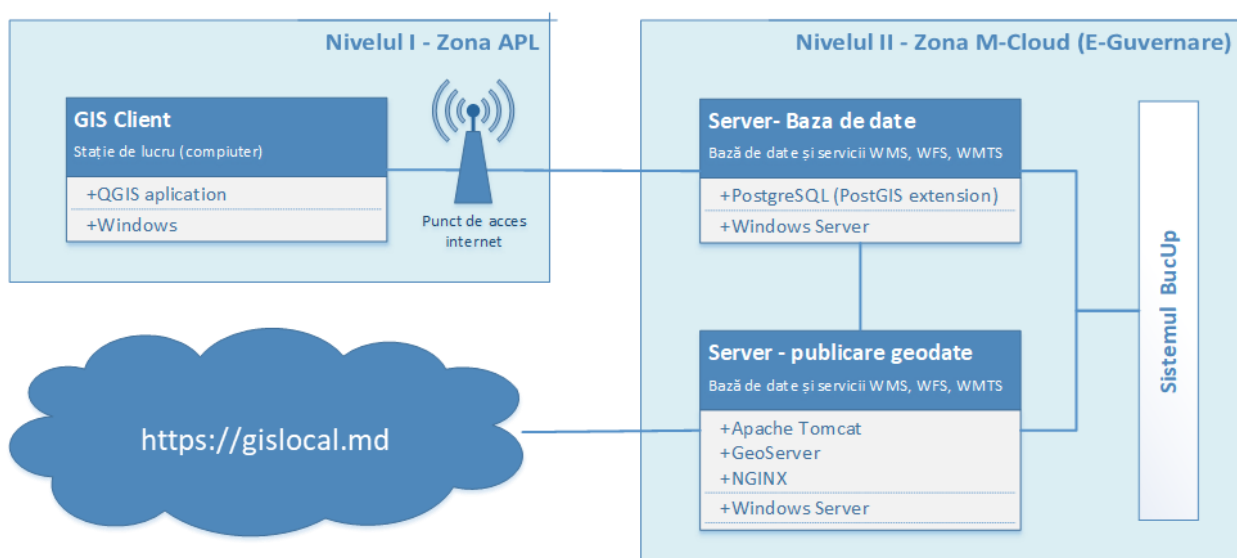 Nivelul I - Zona APL
GIS Client
Stație de lucru (compiuter)
+QGIS aplication
+Windows
Punct de acces
internet
https://gislocal.md
Nivelul II - Zona M-Cloud (E-Guvernare)
Server- Baza de date
Bază de date și servicii WMS, WFS, WMTS
+PostgreSQL (PostGIS extension)
+Windows Server
Server - publicare geodate
Bază de date și servicii WMS, WFS, WMTS
+Apache Tomcat
+GeoServer
+NGINX
+Windows Server
Sistemul BucUp